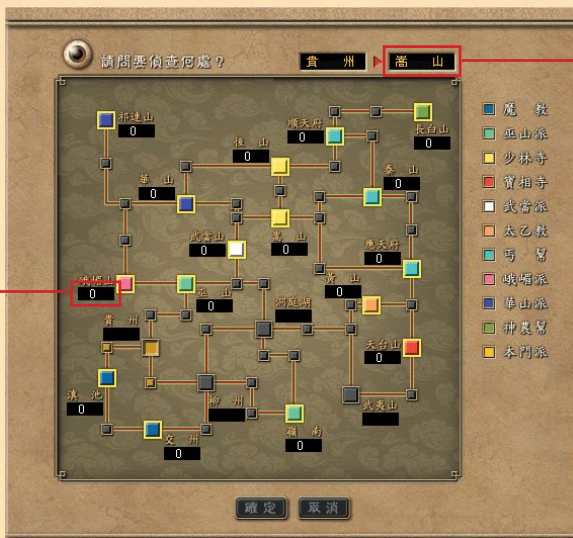 請問要偵查何處？
貴州 嵩山
祁連山
0
順天府
0
長白山
0
恆山
0
泰山
0
華山
0
武當山
0
嵩山
應天府
0
峨嵋山
0
巫山
0
黃山
0
洞庭湖
貴州
天台山
0
滇池
0
柳州
武夷山
交州
0
嶺南
0
魔教
巫山派
少林寺
寶相寺
武當派
太乙教
丐幫
峨嵋派
華山派
神農幫
本門派
確定 取消